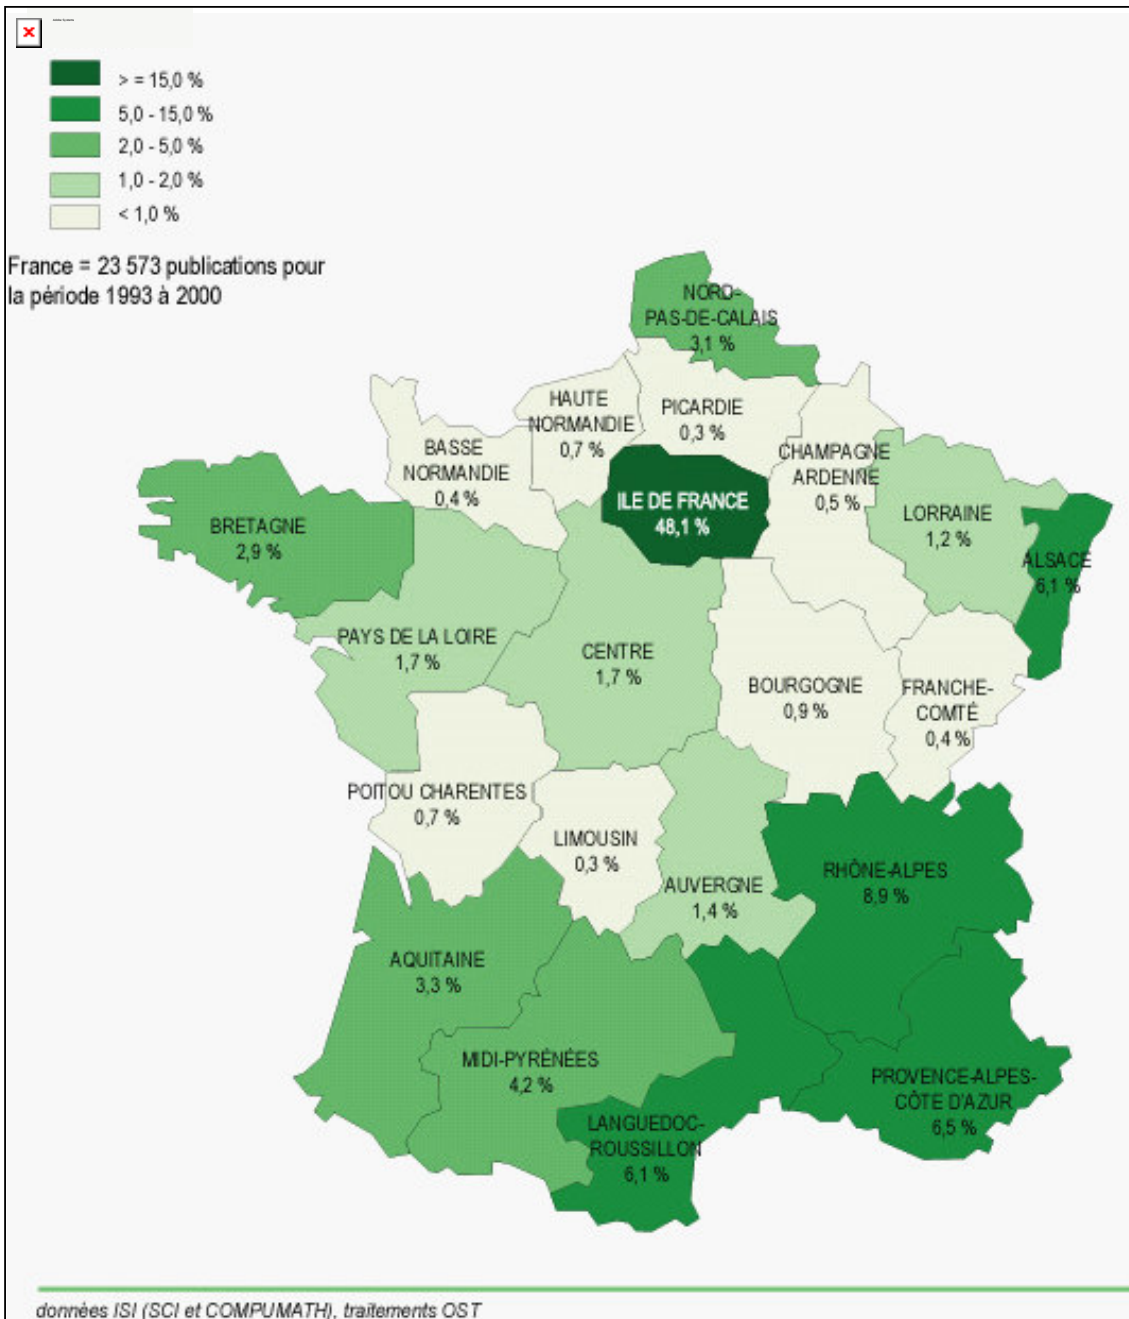 > = 15,0 %
5,0 - 15,0 %
2,0 - 5,0 %
1,0 - 2,0 %
< 1,0 %
France = 23 573 publications pour
la période 1993 à 2000
NORD-
PAS-DE-CALAIS
3,1 %
HAUTE
NORMANDIE
0,7 %
PICARDIE
0,3 %
BASSE
NORMANDIE
0,4 %
CHAMPAGNE
ARDENNE
0,5 %
ILE DE FRANCE
48,1 %
LORRAINE
1,2 %
ALSACE
6,1 %
BRETAGNE
2,9 %
PAYS DE LA LOIRE
1,7 %
CENTRE
1,7 %
BOURGOGNE
0,9 %
FRANCHE-
COMTÉ
0,4 %
POITOU CHARENTES
0,7 %
LIMOUSIN
0,3 %
AUVERGNE
1,4 %
RHÔNE-ALPES
8,9 %
AQUITAINE
3,3 %
MIDI-PYRÉNÉES
4,2 %
PROVENCE-ALPES-
CÔTE D'AZUR
6,5 %
LANGUEDOC-
ROUSSILLON
6,1 %
données ISI (SCI et COMPUMATH), traitements OST